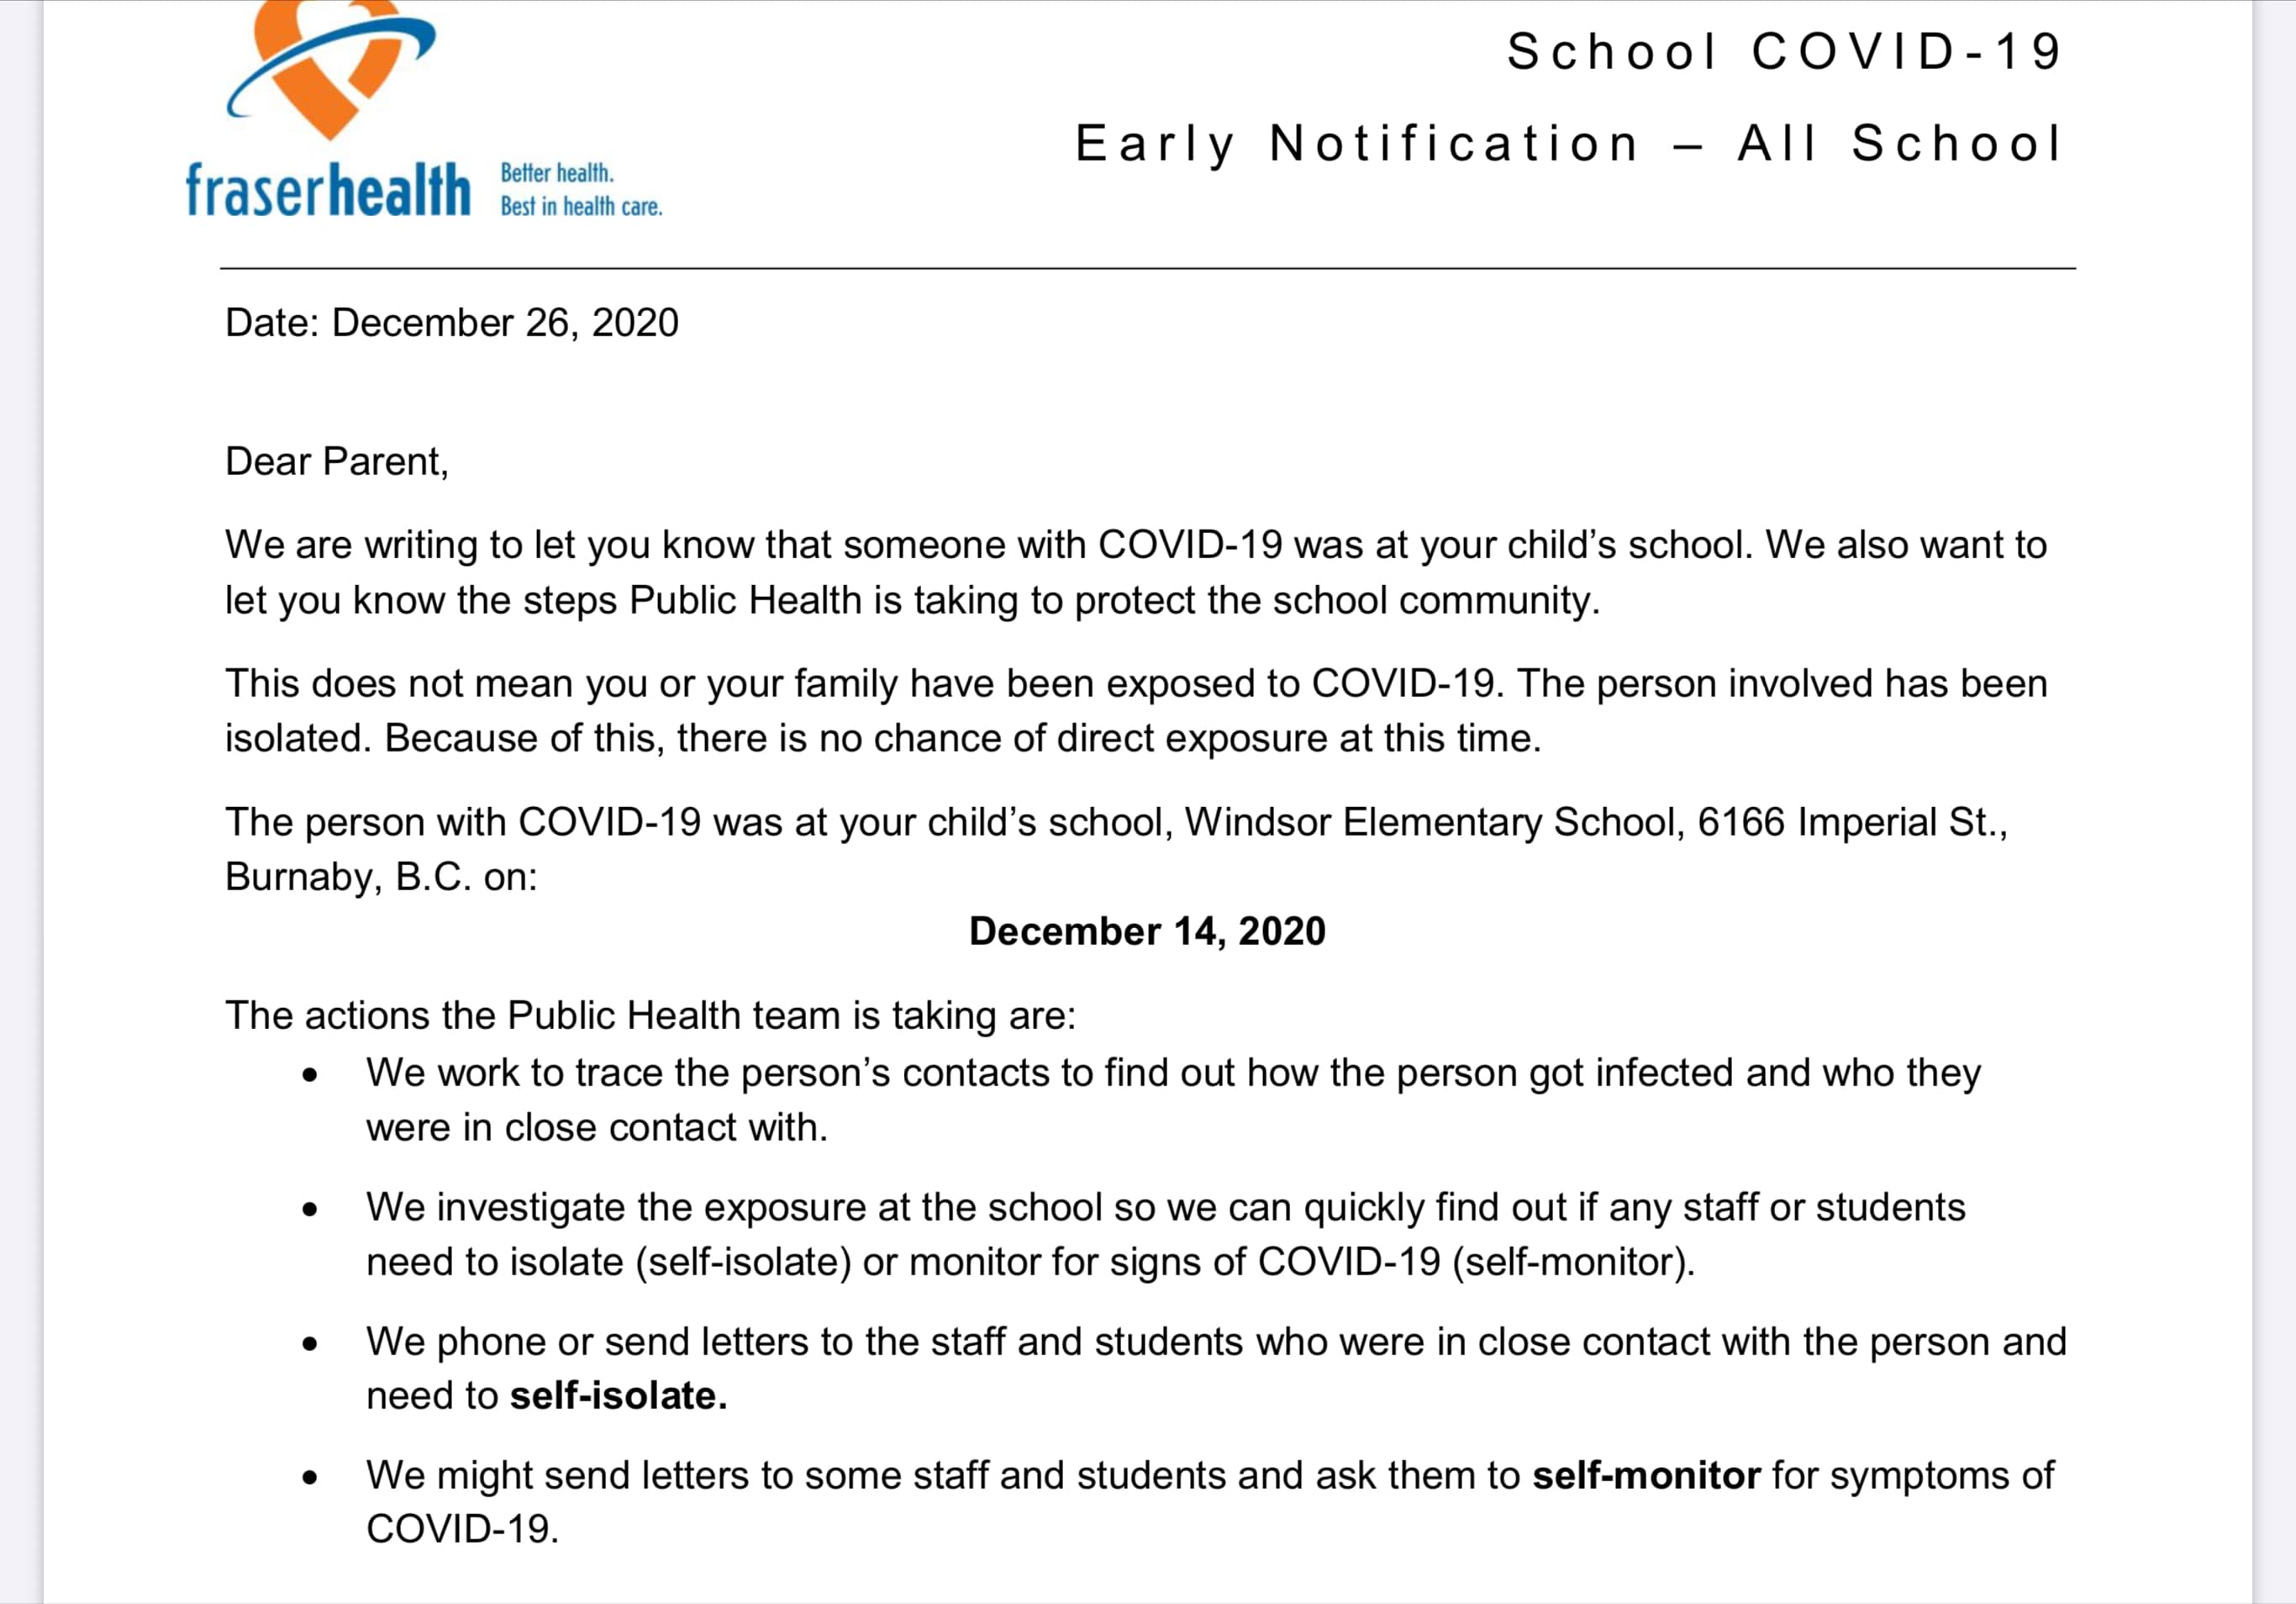 School COVID-19
Early Notification – All School
fraserhealth
Better health.
Best in health care.
Date: December 26, 2020
Dear Parent,
We are writing to let you know that someone with COVID-19 was at your child’s school. We also want to
let you know the steps Public Health is taking to protect the school community.
This does not mean you or your family have been exposed to COVID-19. The person involved has been
isolated. Because of this, there is no chance of direct exposure at this time.
The person with COVID-19 was at your child’s school, Windsor Elementary School, 6166 Imperial St.,
Burnaby, B.C. on:
December 14, 2020
The actions the Public Health team is taking are:
• We work to trace the person’s contacts to find out how the person got infected and who they
were in close contact with.
• We investigate the exposure at the school so we can quickly find out if any staff or students
need to isolate (self-isolate) or monitor for signs of COVID-19 (self-monitor).
• We phone or send letters to the staff and students who were in close contact with the person and
need to self-isolate.
• We might send letters to some staff and students and ask them to self-monitor for symptoms of
COVID-19.